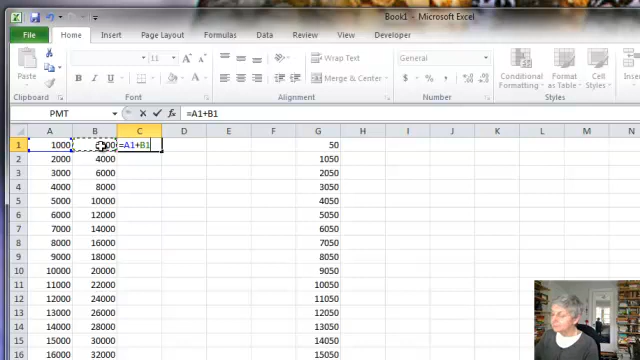 Book1 - Microsoft Excel
File Home Insert Page Layout Formulas Data Review View Developer
11 A A Wrap Text General
Paste B I U Merge & Center $ % , Conditional Formatting Format as Table Cell Styles
Clipboard Font Alignment Number Styles
PMT fx =A1+B1
A B C D E F G H I J K L M N
1 1000 =A1+B1 50
2 2000 4000 1050
3 3000 6000 2050
4 4000 8000 3050
5 5000 10000 4050
6 6000 12000 5050
7 7000 14000 6050
8 8000 16000 7050
9 9000 18000 8050
10 10000 20000 9050
11 11000 22000 10050
12 12000 24000 11050
13 13000 26000 12050
14 14000 28000 13050
15 15000 30000 14050
16 16000 32000 15050